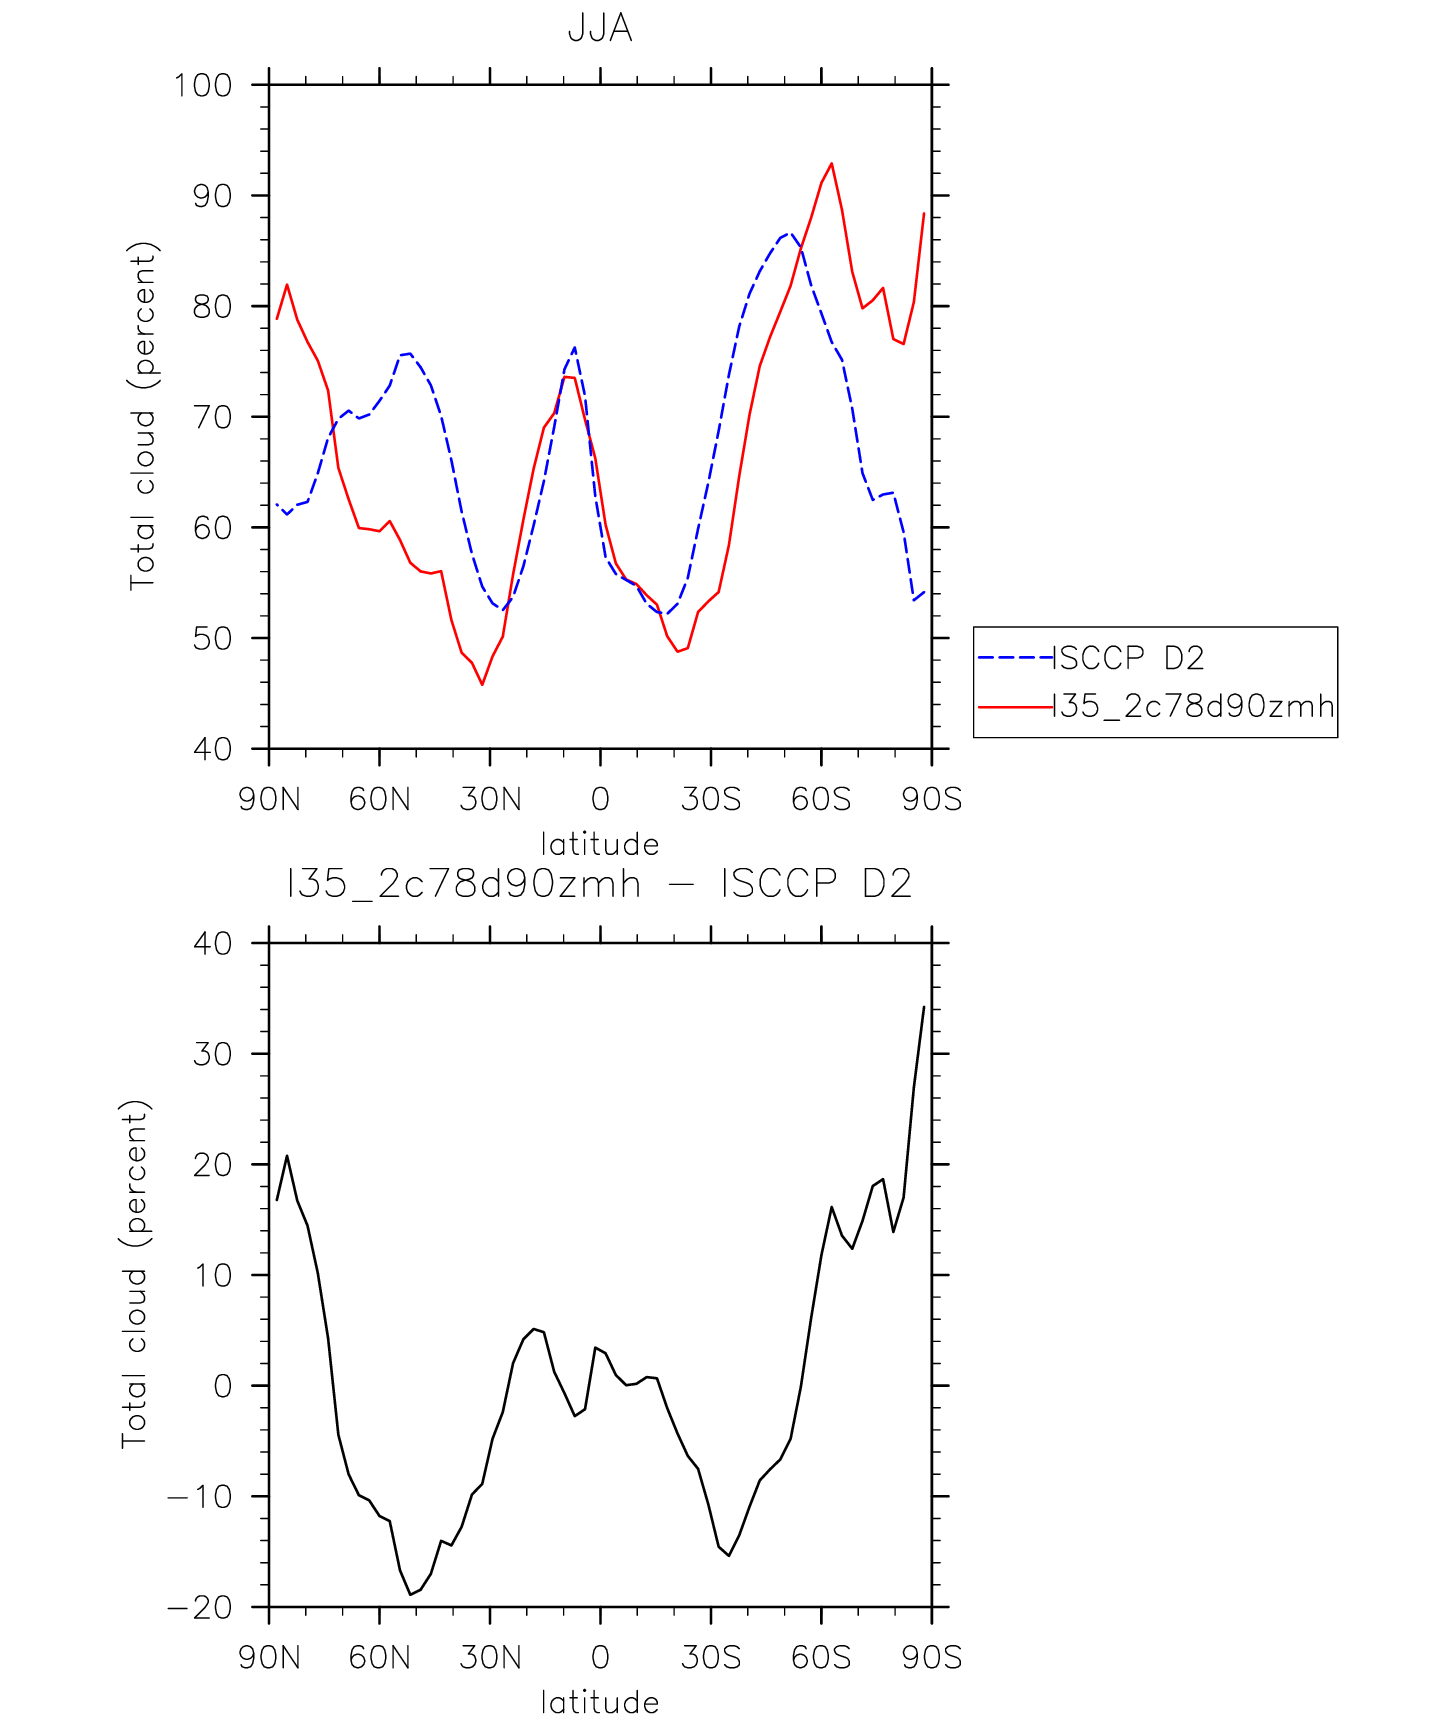 JJA
100
90
80
70
60
50
40
Total cloud (percent)
90N 60N 30N 0 30S 60S 90S
latitude
ISCCP D2
I35_2c78d90zmh
I35_2c78d90zmh - ISCCP D2
40
30
20
10
0
-10
-20
Total cloud (percent)
90N 60N 30N 0 30S 60S 90S
latitude